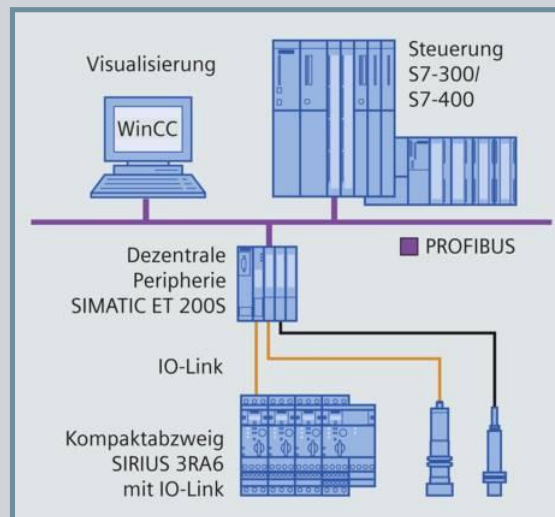 Visualisierung
WinCC
Steuerung
S7-300/
S7-400
PROFIBUS
Dezentrale
Peripherie
SIMATIC ET 200S
IO-Link
Kompaktabzweig
SIRIUS 3RA6
mit IO-Link